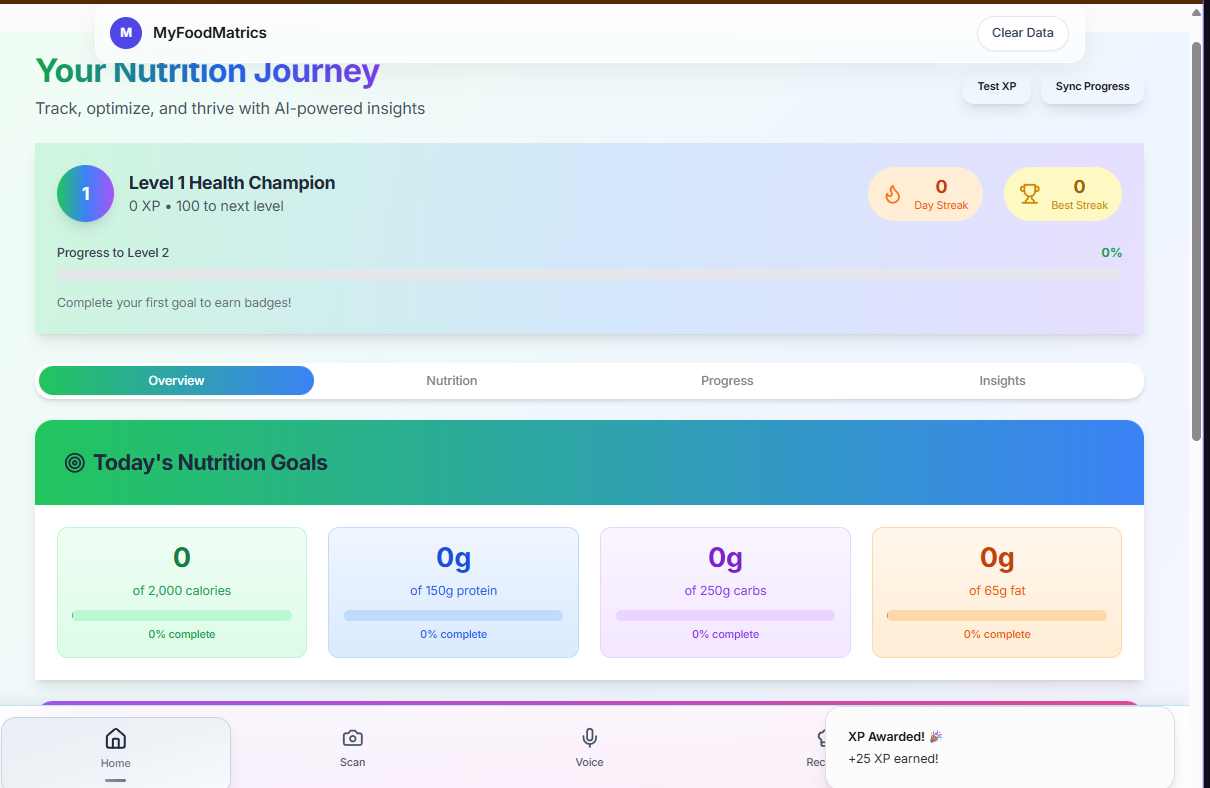 M MyFoodMatrics
Clear Data
Your Nutrition Journey
Track, optimize, and thrive with AI-powered insights
Test XP
Sync Progress
1
Level 1 Health Champion
0 XP • 100 to next level
0
Day Streak
0
Best Streak
Progress to Level 2
0%
Complete your first goal to earn badges!
Overview
Nutrition
Progress
Insights
Today's Nutrition Goals
0
of 2,000 calories
0% complete
0g
of 150g protein
0% complete
0g
of 250g carbs
0% complete
0g
of 65g fat
0% complete
Home
Scan
Voice
XP Awarded! 🎉
+25 XP earned!